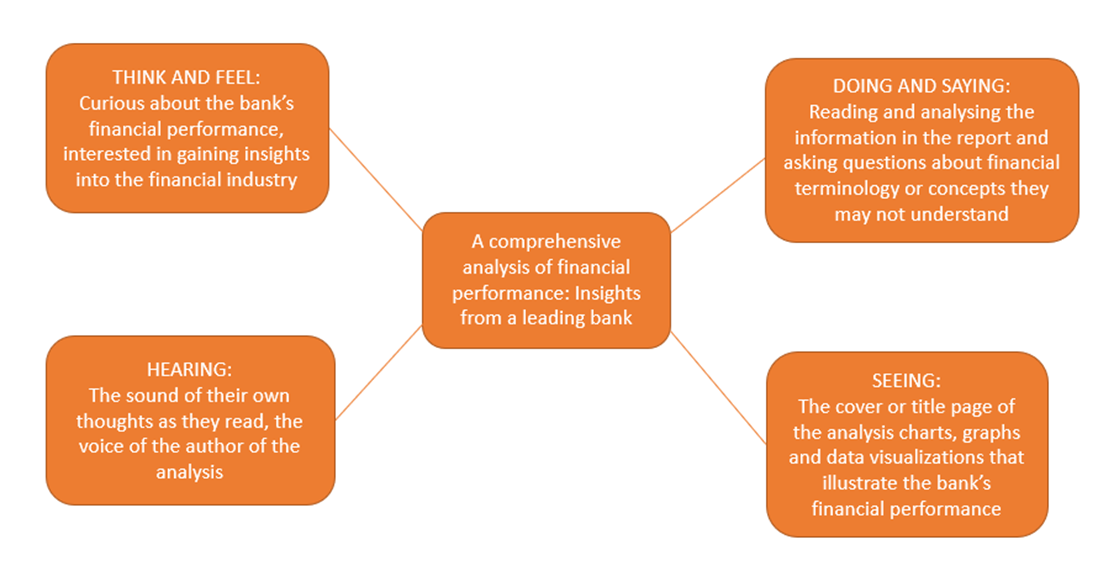 THINK AND FEEL:
Curious about the bank's
financial performance,
interested in gaining insights
into the financial industry
DOING AND SAYING:
Reading and analysing the
information in the report and
asking questions about financial
terminology or concepts they
may not understand
A comprehensive
analysis of financial
performance: Insights
from a leading bank
HEARING:
The sound of their own
thoughts as they read, the
voice of the author of the
analysis
SEEING:
The cover or title page of
the analysis charts, graphs
and data visualizations that
illustrate the bank's
financial performance